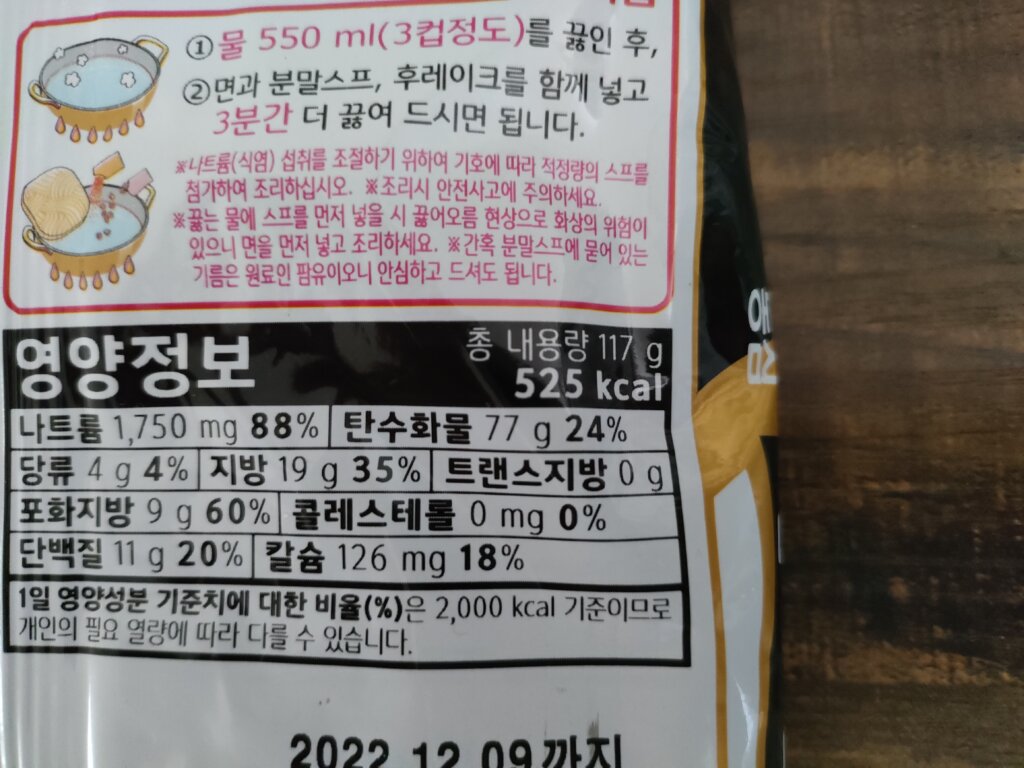 ① 물 550 ml(3컵정도)를 끓인 후,
② 면과 분말스프, 후레이크를 함께 넣고
3분간 더 끓여 드시면 됩니다.
※나트륨(식염) 섭취를 조절하기 위하여 기호에 따라 적정량의 스프를
첨가하여 조리하십시오. ※조리시 안전사고에 주의하세요.
※끓는 물에 스프를 먼저 넣을 시 끓어오름 현상으로 화상의 위험이
있으니 면을 먼저 넣고 조리하세요. ※간혹 분말스프에 묻어 있는
기름은 원료인 팜유이오니 안심하고 드셔도 됩니다.
영양정보
총 내용량 117 g
525 kcal
나트륨 1,750 mg 88% 탄수화물 77 g 24%
당류 4 g 4% 지방 19 g 35% 트랜스지방 0 g
포화지방 9 g 60% 콜레스테롤 0 mg 0%
단백질 11 g 20% 칼슘 126 mg 18%
1일 영양성분 기준치에 대한 비율(%)은 2,000 kcal 기준이므로
개인의 필요 열량에 따라 다를 수 있습니다.
2022.12.09까지